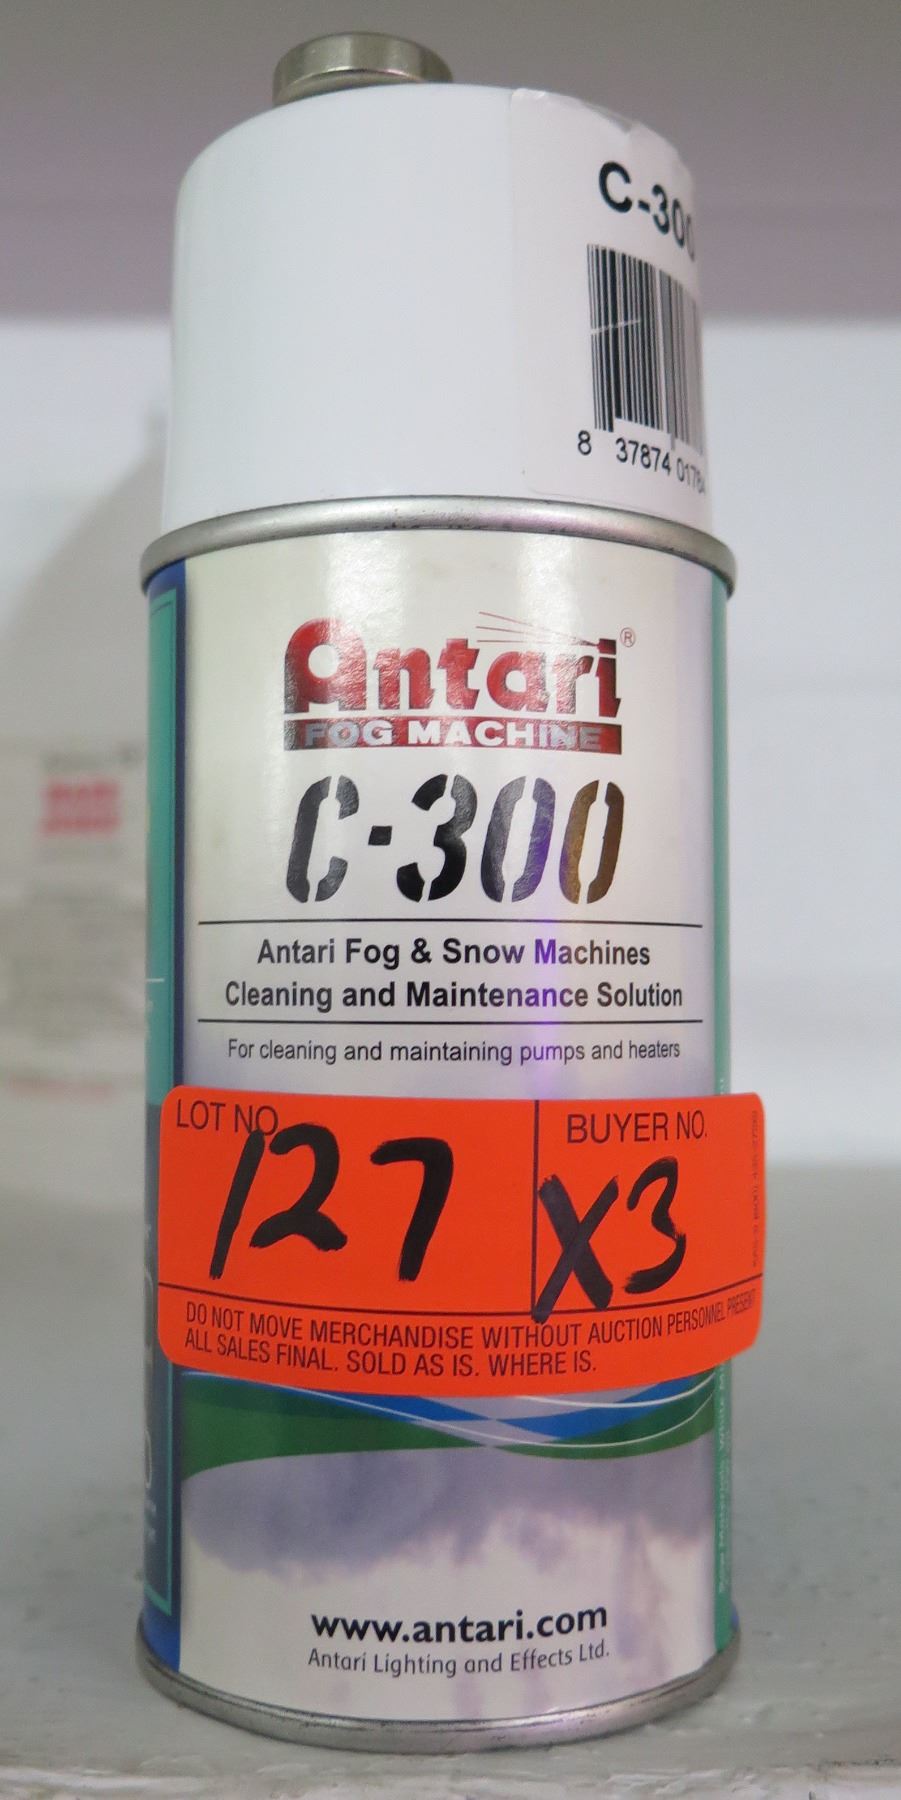 C-300
8 37874 0178
Antari®
FOG MACHINE
C-300
Antari Fog & Snow Machines
Cleaning and Maintenance Solution
For cleaning and maintaining pumps and heaters
LOT NO.
127
BUYER NO.
X3
DO NOT MOVE MERCHANDISE WITHOUT AUCTION PERSONNEL PRESENT!
ALL SALES FINAL. SOLD AS IS. WHERE IS.
www.antari.com
Antari Lighting and Effects Ltd.